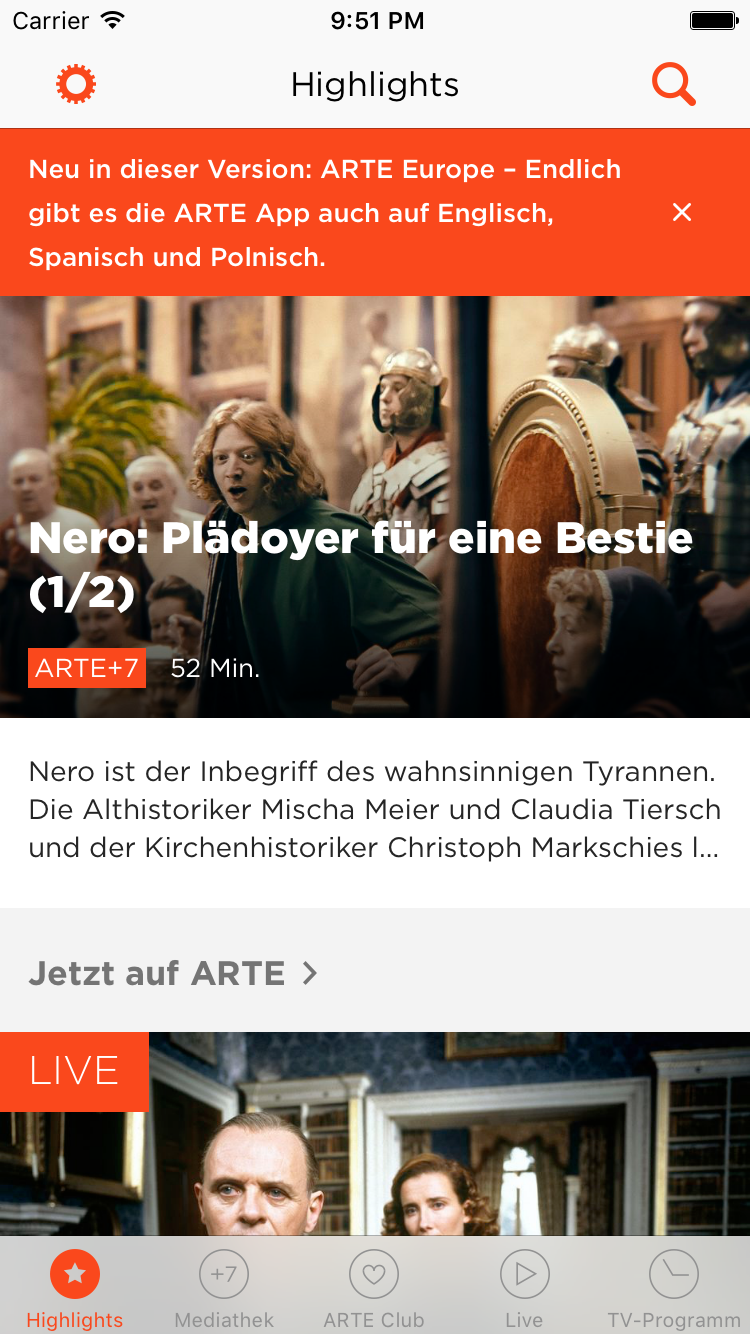 Carrier 9:51 PM
Highlights
Neu in dieser Version: ARTE Europe – Endlich
gibt es die ARTE App auch auf Englisch,
Spanisch und Polnisch.
Nero: Plädoyer für eine Bestie
(1/2)
ARTE+7 52 Min.
Nero ist der Inbegriff des wahnsinnigen Tyrannen.
Die Althistoriker Mischa Meier und Claudia Tiersch
und der Kirchenhistoriker Christoph Markschies l...
Jetzt auf ARTE >
LIVE
+7
Highlights Mediathek ARTE Club Live TV-Programm